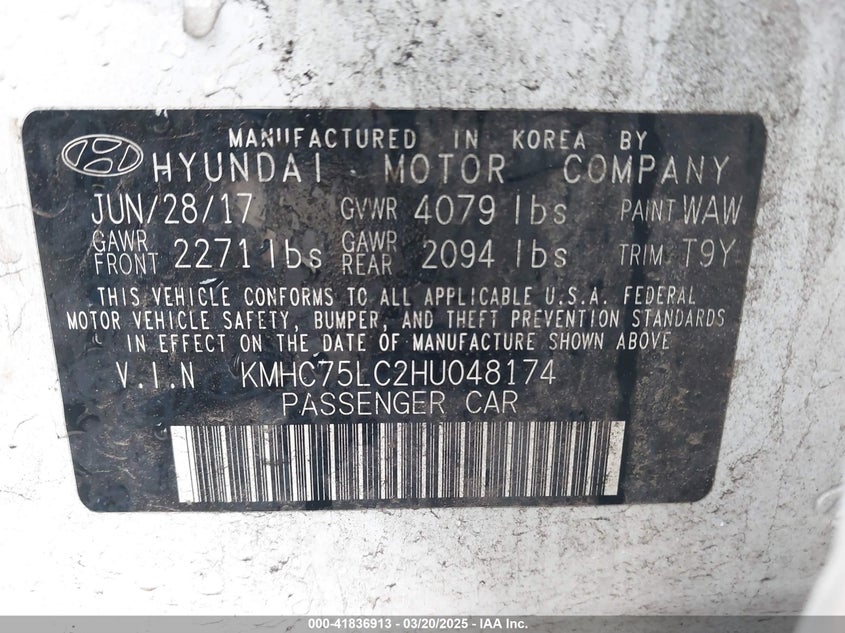 MANUFACTURED IN KOREA BY
HYUNDAI MOTOR COMPANY
JUN/28/17 GVWR 4079 lbs PAINT WAW
GAWR FRONT 2271 lbs GAWR REAR 2094 lbs TRIM T9Y
THIS VEHICLE CONFORMS TO ALL APPLICABLE U.S.A. FEDERAL
MOTOR VEHICLE SAFETY, BUMPER, AND THEFT PREVENTION STANDARDS
IN EFFECT ON THE DATE OF MANUFACTURE SHOWN ABOVE
V.I.N KMHC75LC2HU048174
PASSENGER CAR
000-41836913 - 03/20/2025 - IAA Inc.